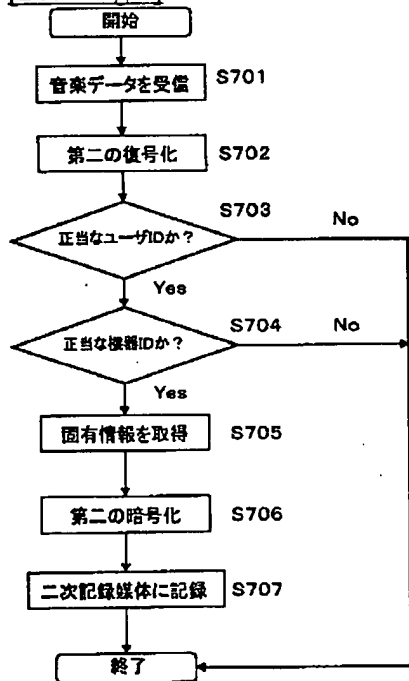 開始
音楽データを受信 S701
第二の復号化 S702
正当なユーザIDか? S703 No
Yes
正当な機器IDか? S704 No
Yes
固有情報を取得 S705
第二の暗号化 S706
二次記録媒体に記録 S707
終了